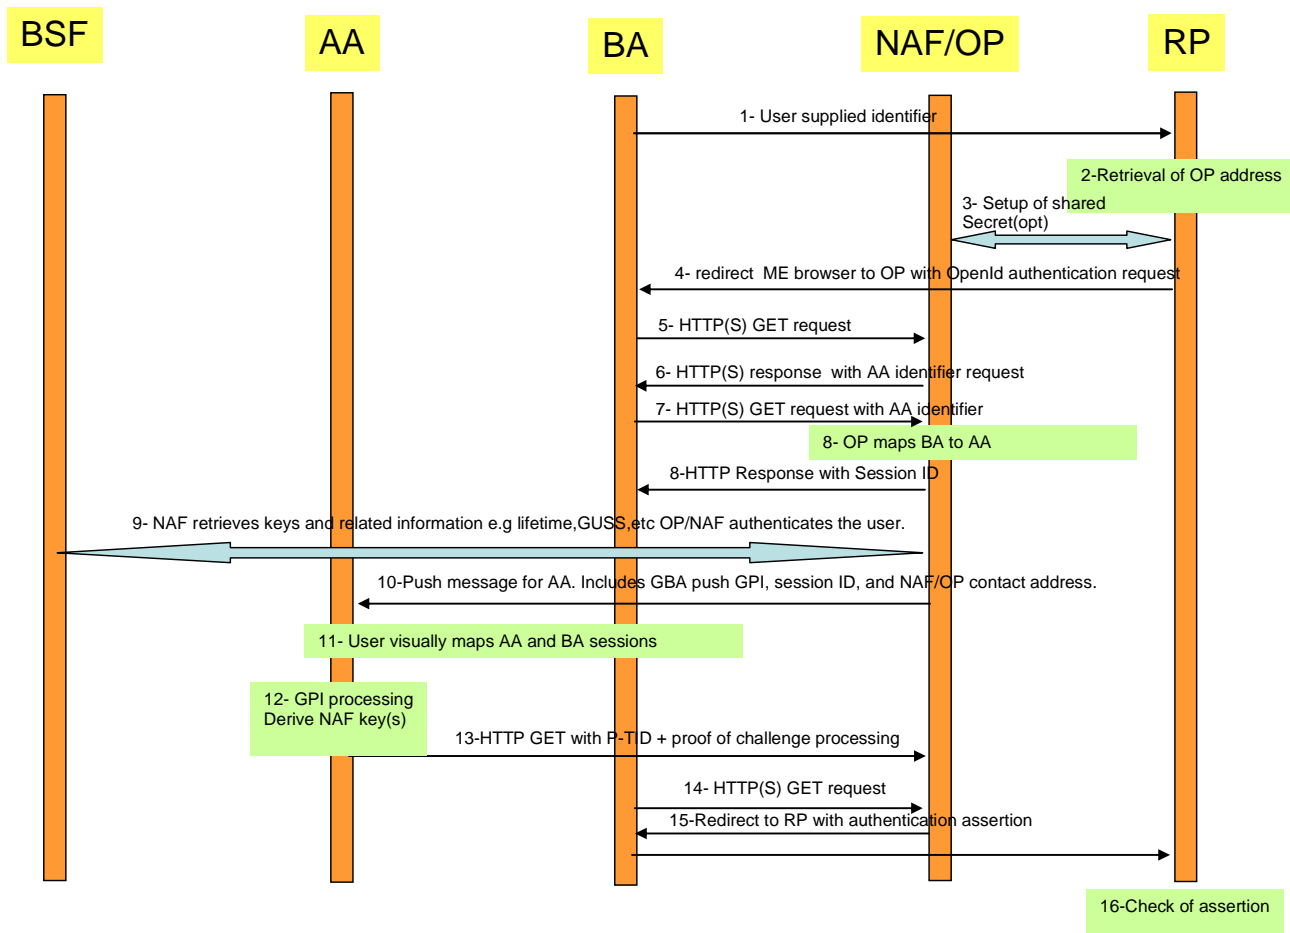 BSF
AA
BA
NAF/OP
RP
1- User supplied identifier
2-Retrieval of OP address
3- Setup of shared
Secret(opt)
4- redirect  ME browser to OP with OpenId authentication request
5- HTTP(S) GET request
6- HTTP(S) response  with AA identifier request
7- HTTP(S) GET request with AA identifier
8- OP maps BA to AA
8-HTTP Response with Session ID
9- NAF retrieves keys and related information e.g lifetime,GUSS,etc OP/NAF authenticates the user.
10-Push message for AA. Includes GBA push GPI, session ID, and NAF/OP contact address.
11- User visually maps AA and BA sessions
12- GPI processing
Derive NAF key(s)
13-HTTP GET with P-TID + proof of challenge processing
14- HTTP(S) GET request
15-Redirect to RP with authentication assertion
16-Check of assertion